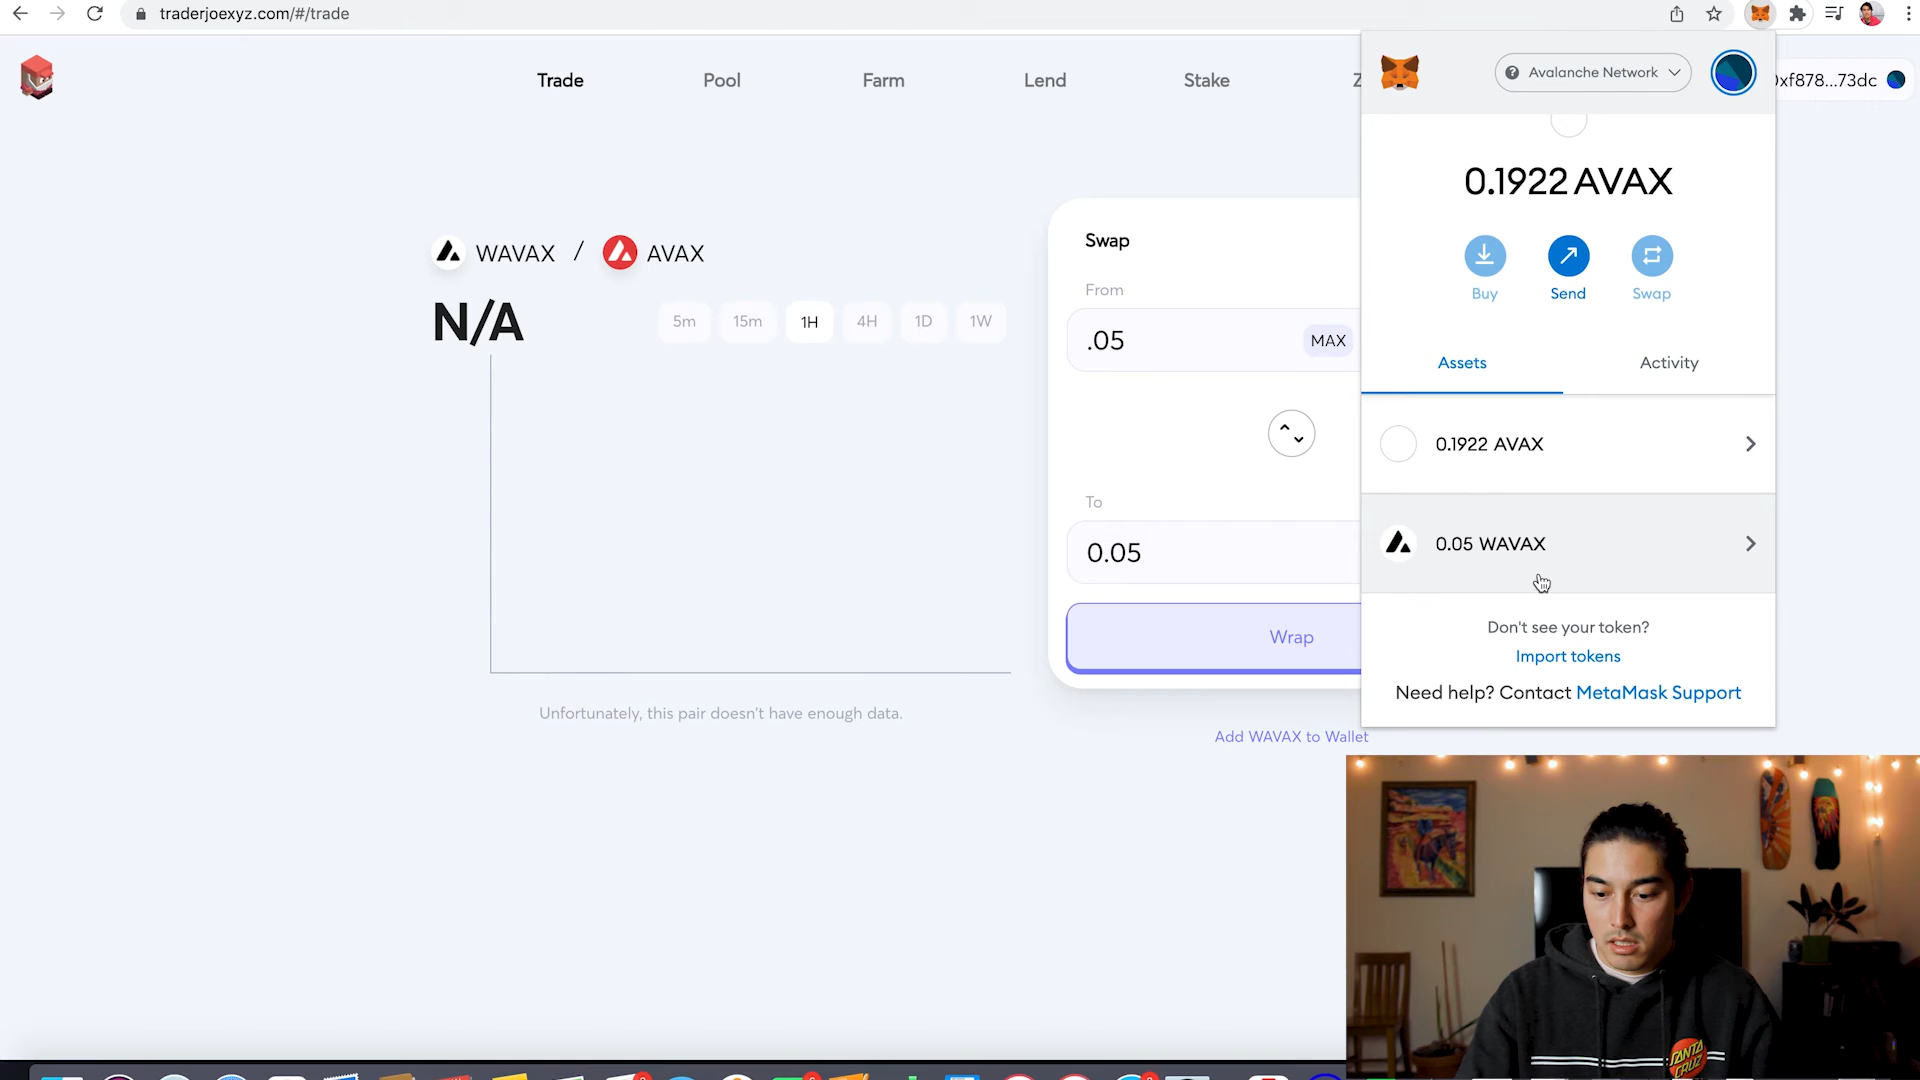 traderjoexyz.com/#/trade
Trade
Pool
Farm
Lend
Stake
Z
Avalanche Network
0xf878...73dc
0.1922 AVAX
Buy
Send
Swap
Assets
Activity
0.1922 AVAX
0.05 WAVAX
Don't see your token?
Import tokens
Need help? Contact MetaMask Support
WAVAX / AVAX
N/A
5m
15m
1H
4H
1D
1W
Unfortunately, this pair doesn't have enough data.
Swap
From
.05
MAX
To
0.05
Wrap
Add WAVAX to Wallet
SANTA
CRUZ